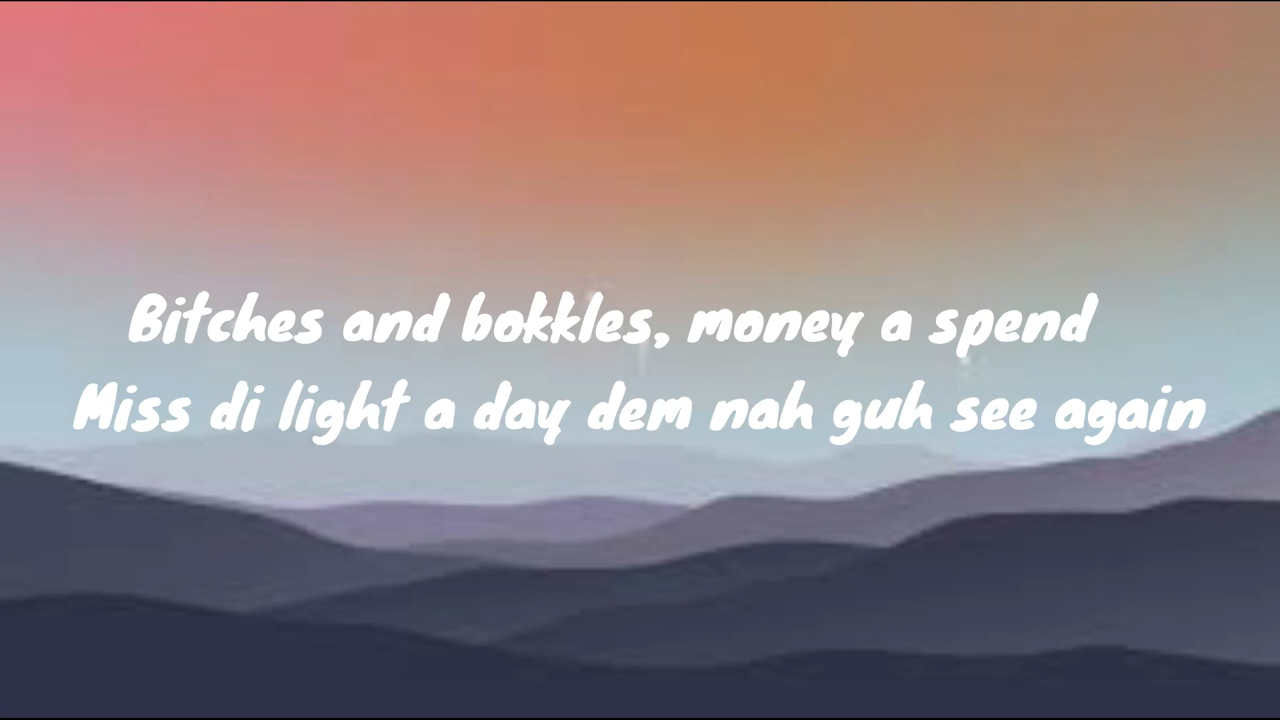 Bitches and bokkles, money a spend
Miss di light a day dem nah guh see again